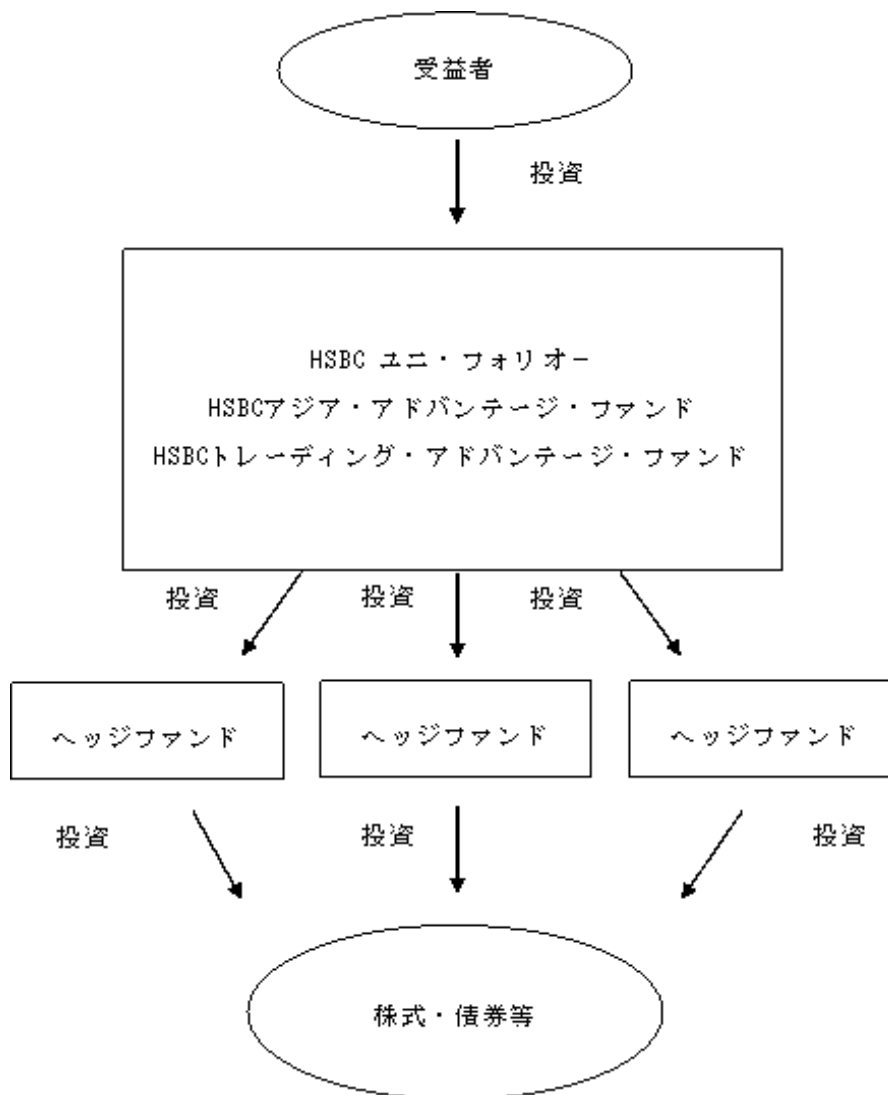 受益者
投資
HSBC ユニ・フォリオー
HSBCアジア・アドバンテージ・ファンド
HSBCトレーディング・アドバンテージ・ファンド
投資 投資 投資
ヘッジファンド ヘッジファンド ヘッジファンド
投資 投資 投資
株式・債券等